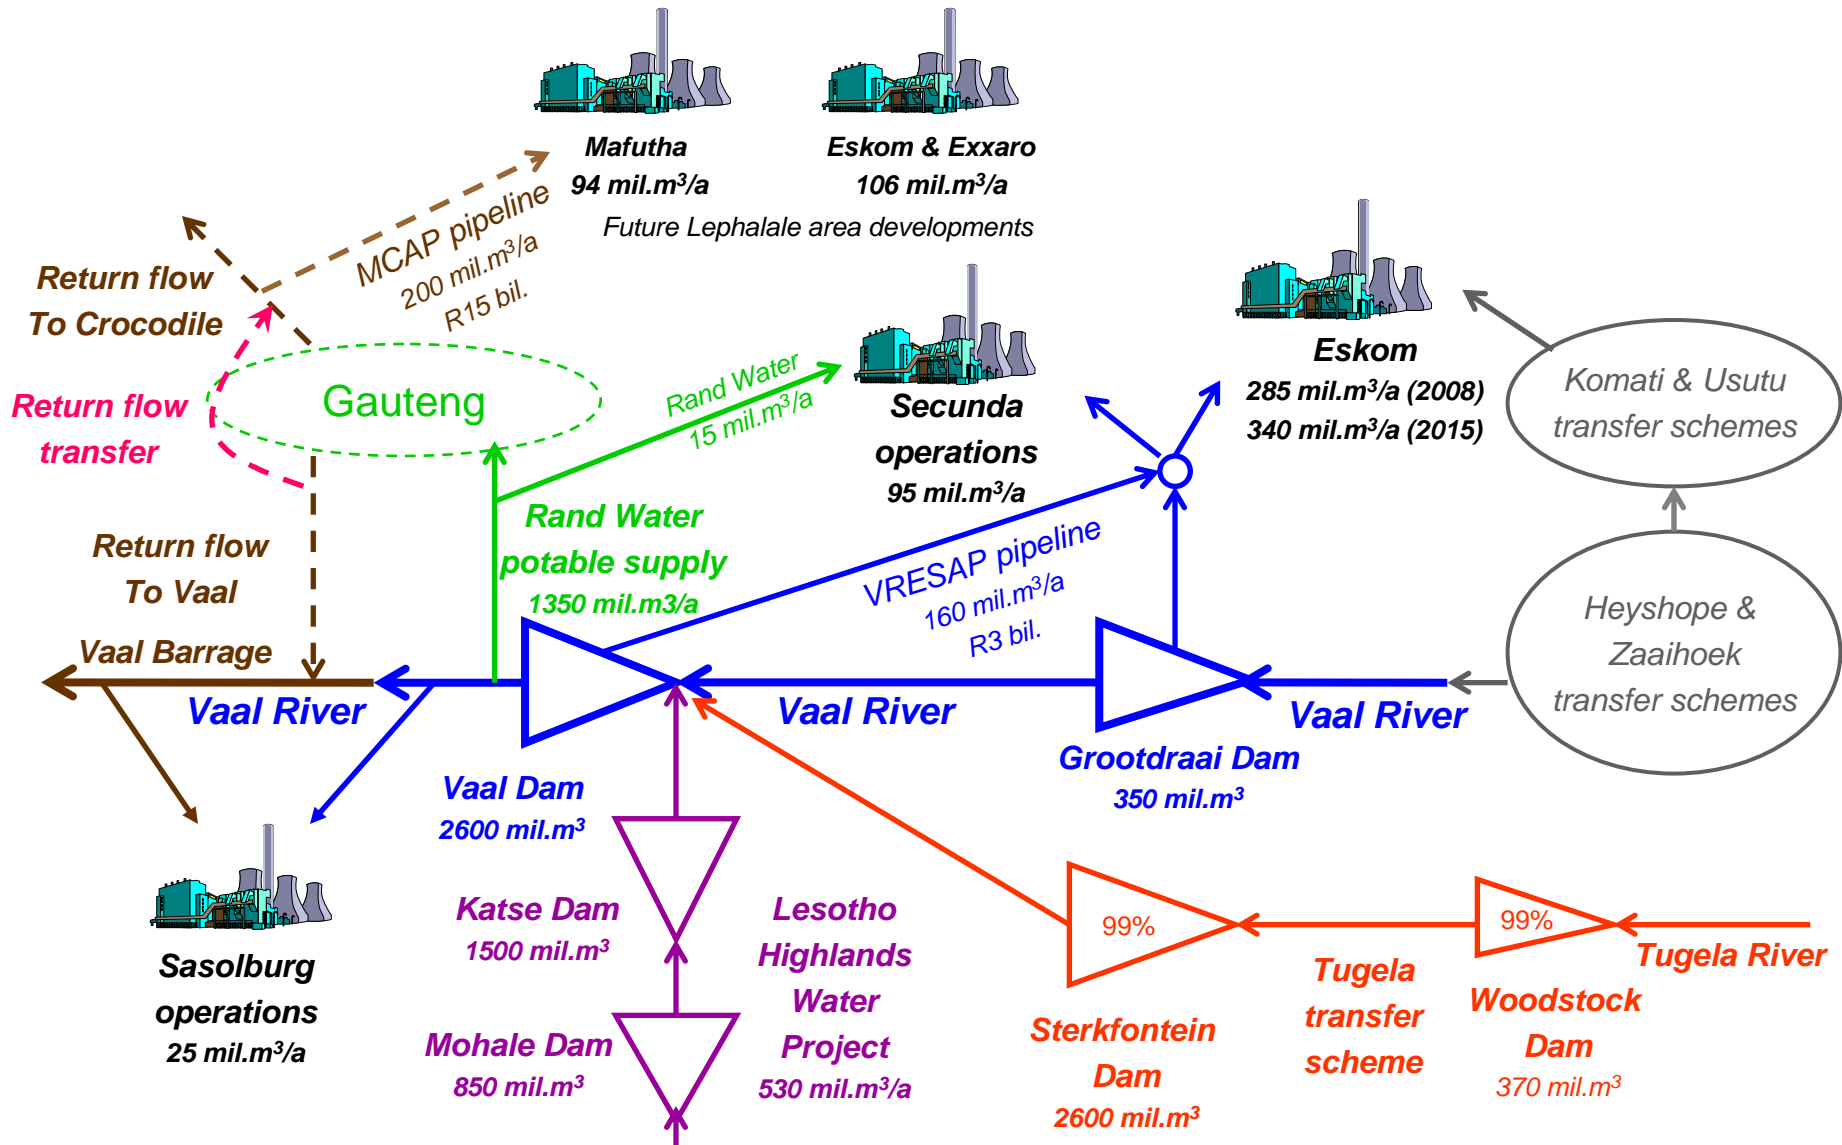 Mafutha
94 mil.m³/a
Eskom & Exxaro
106 mil.m³/a
Future Lephalale area developments
MCAP pipeline
200 mil.m³/a
R15 bil.
Return flow
To Crocodile
Return flow
transfer
Gauteng
Rand Water
15 mil.m³/a
Secunda
operations
95 mil.m³/a
Eskom
285 mil.m³/a (2008)
340 mil.m³/a (2015)
Komati & Usutu
transfer schemes
Return flow
To Vaal
Rand Water
potable supply
1350 mil.m3/a
VRESAP pipeline
160 mil.m³/a
R3 bil.
Heyshope &
Zaaihoek
transfer schemes
Vaal Barrage
Vaal River
Vaal River
Vaal River
Vaal Dam
2600 mil.m³
Grootdraai Dam
350 mil.m³
Katse Dam
1500 mil.m³
Lesotho
Highlands
Water
Project
530 mil.m³/a
Mohale Dam
850 mil.m³
Sasolburg
operations
25 mil.m³/a
99%
Sterkfontein
Dam
2600 mil.m³
Tugela
transfer
scheme
99%
Woodstock
Dam
370 mil.m³
Tugela River